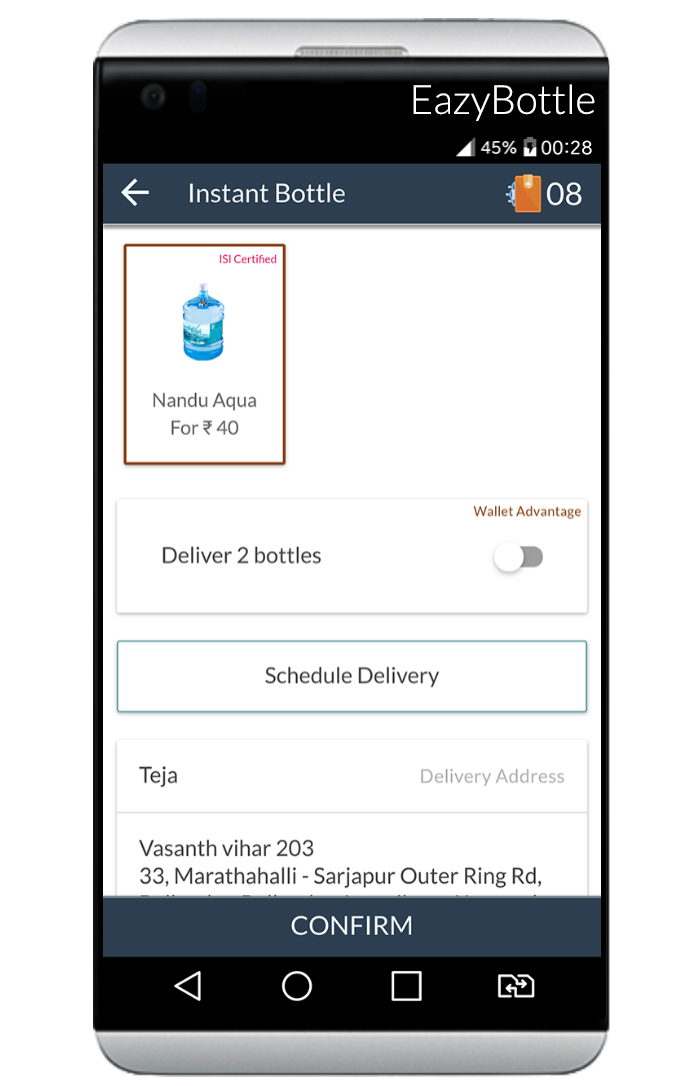 EazyBottle
45% 00:28
Instant Bottle 08
ISI Certified
Nandu Aqua
For ₹ 40
Wallet Advantage
Deliver 2 bottles
Schedule Delivery
Teja Delivery Address
Vasanth vihar 203
33, Marathahalli - Sarjapur Outer Ring Rd,
CONFIRM